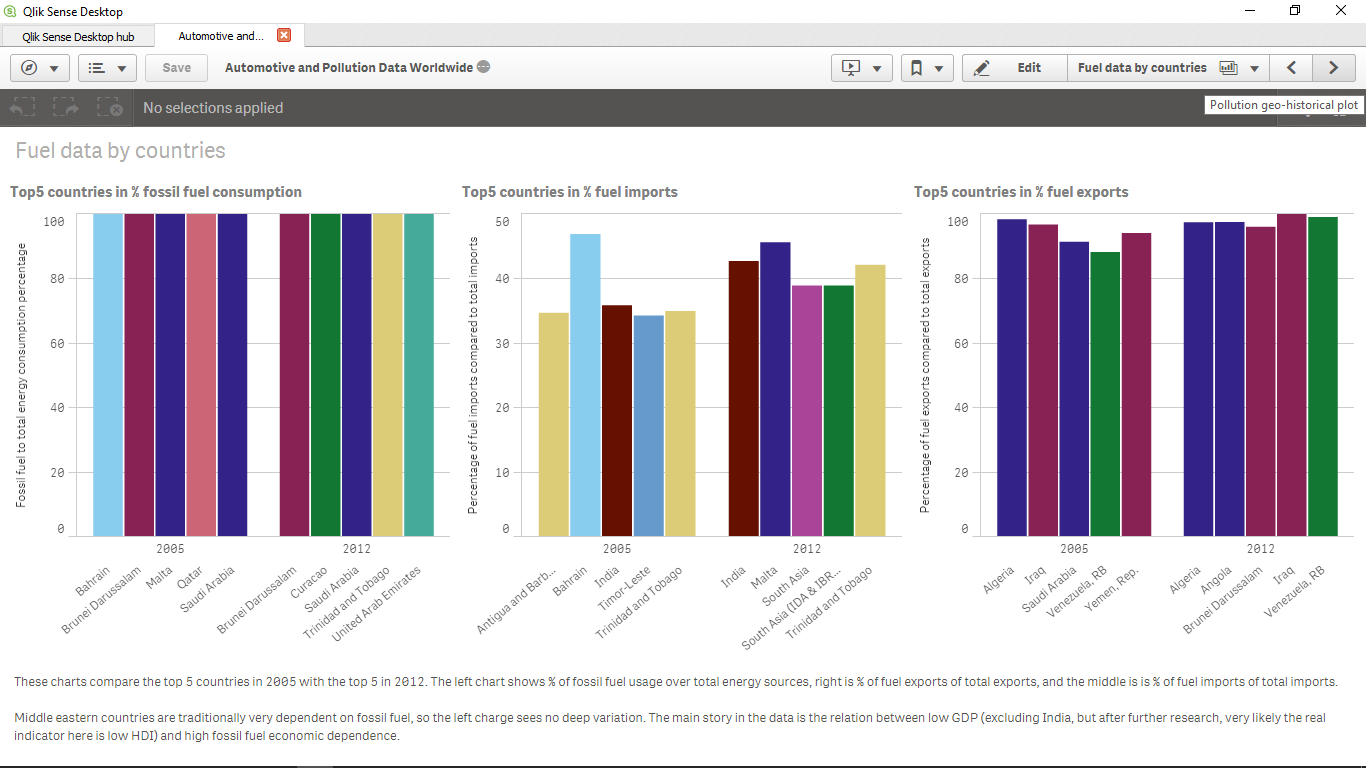 Qlik Sense Desktop
Qlik Sense Desktop hub
Automotive and...
Save
Automotive and Pollution Data Worldwide
Edit
Fuel data by countries
No selections applied
Pollution geo-historical plot
Fuel data by countries
Top5 countries in % fossil fuel consumption
Fossil fuel to total energy consumption percentage
100
80
60
40
20
0
2005
2012
Bahrain
Brunei Darussalam
Malta
Qatar
Saudi Arabia
Brunei Darussalam
Curacao
Saudi Arabia
Trinidad and Tobago
United Arab Emirates
Top5 countries in % fuel imports
Percentage of fuel imports compared to total imports
50
40
30
20
10
0
2005
2012
Antigua and Barb...
Bahrain
India
Timor-Leste
Trinidad and Tobago
India
Malta
South Asia
South Asia (IDA & IBR...
Trinidad and Tobago
Top5 countries in % fuel exports
Percentage of fuel exports compared to total exports
100
80
60
40
20
0
2005
2012
Algeria
Iraq
Saudi Arabia
Venezuela, RB
Yemen, Rep.
Algeria
Angola
Brunei Darussalam
Iraq
Venezuela, RB
These charts compare the top 5 countries in 2005 with the top 5 in 2012. The left chart shows % of fossil fuel usage over total energy sources, right is % of fuel exports of total exports, and the middle is is % of fuel imports of total imports.
Middle eastern countries are traditionally very dependent on fossil fuel, so the left charge sees no deep variation. The main story in the data is the relation between low GDP (excluding India, but after further research, very likely the real
indicator here is low HDI) and high fossil fuel economic dependence.